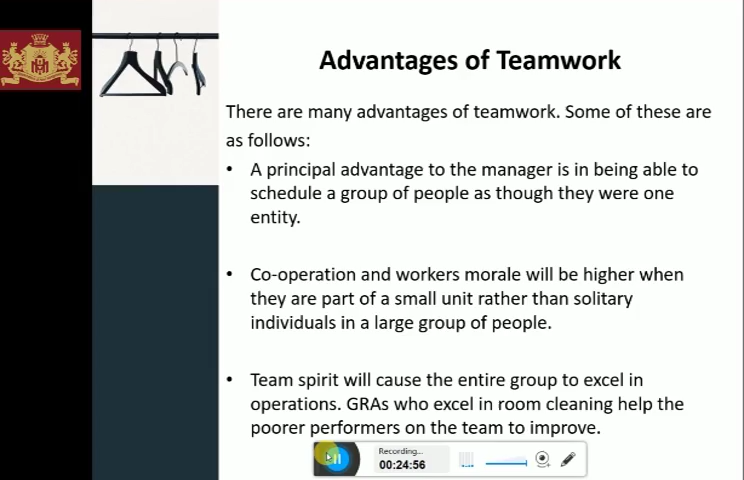 Advantages of Teamwork
There are many advantages of teamwork. Some of these are
as follows:
• A principal advantage to the manager is in being able to
schedule a group of people as though they were one
entity.
• Co-operation and workers morale will be higher when
they are part of a small unit rather than solitary
individuals in a large group of people.
• Team spirit will cause the entire group to excel in
operations. GRAs who excel in room cleaning help the
poorer performers on the team to improve.
Recording...
00:24:56